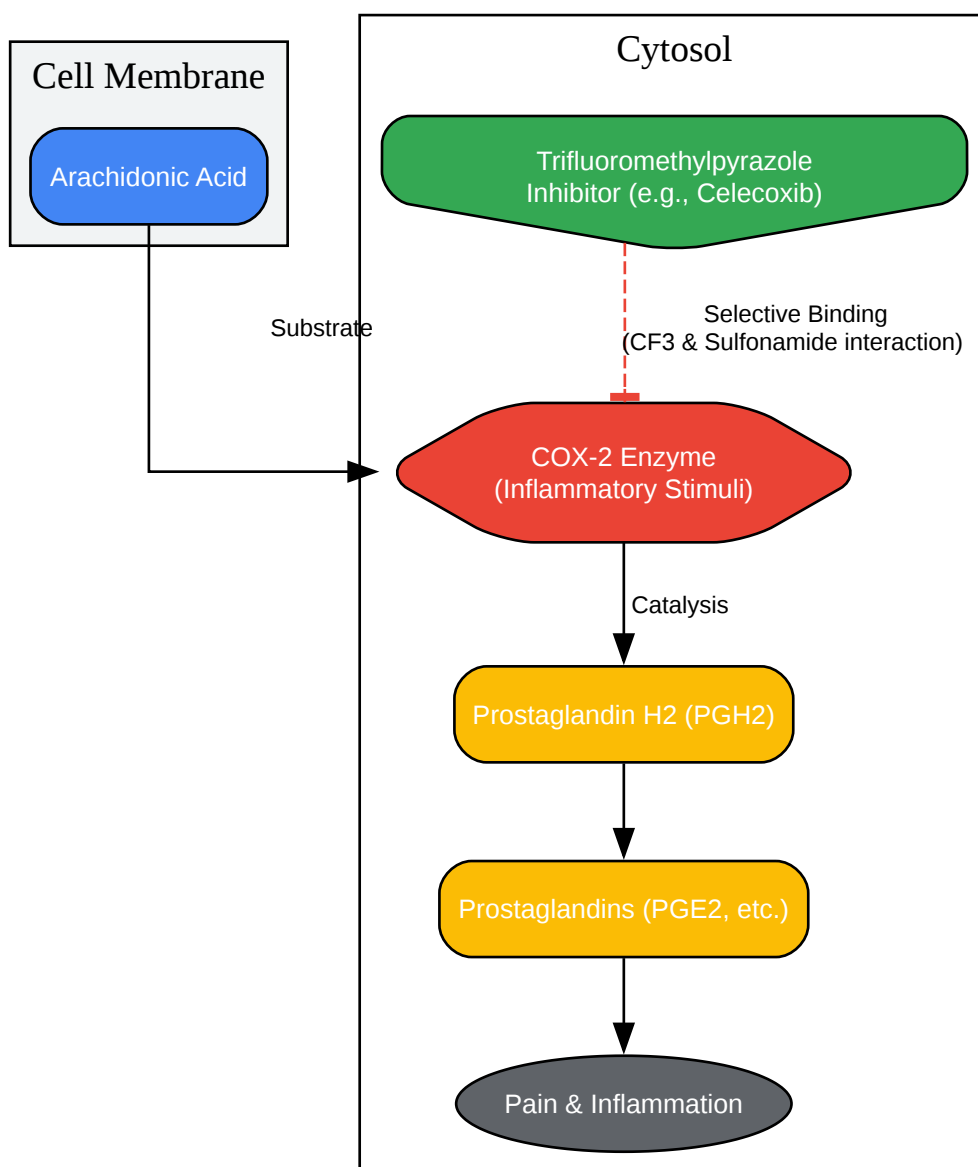 Cytosol
Cell Membrane
Arachidonic Acid
Trifluoromethylpyrazole
Inhibitor (e.g., Celecoxib)
Substrate
Selective Binding
(CF3 & Sulfonamide interaction)
COX-2 Enzyme
(Inflammatory Stimuli)
Catalysis
Prostaglandin H2 (PGH2)
Prostaglandins (PGE2, etc.)
Pain & Inflammation